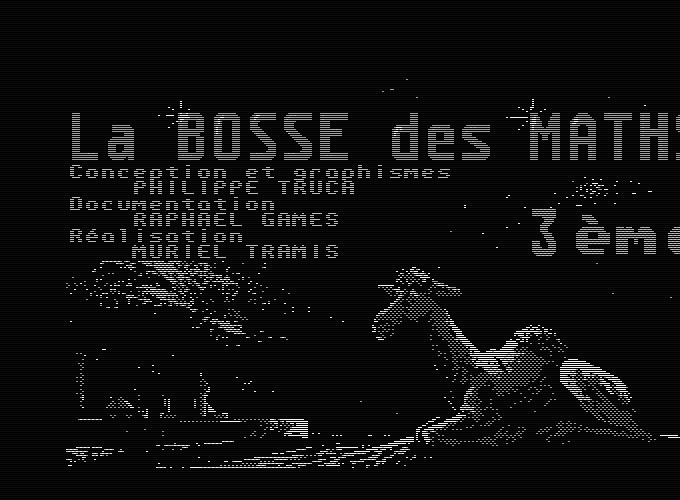 La BOSSE des MATHS
Conception et graphismes
PHILIPPE TRUCA
Documentation
RAPHAEL GAMES
Réalisation
MURIEL TRAMIS
3ème